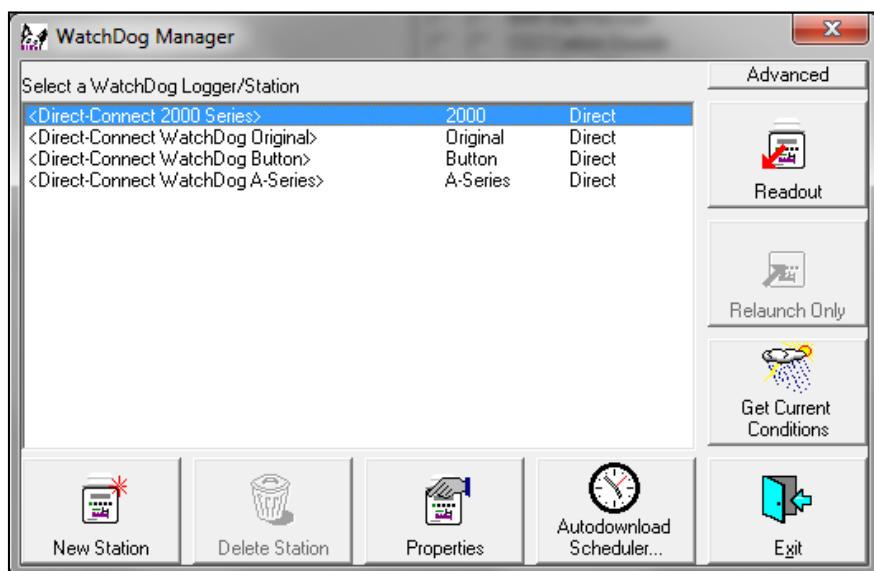 WatchDog Manager
Select a WatchDog Logger/Station
Advanced
<Direct-Connect 2000 Series> 2000 Direct
<Direct-Connect WatchDog Original> Original Direct
<Direct-Connect WatchDog Button> Button Direct
<Direct-Connect WatchDog A-Series> A-Series Direct
Readout
Relaunch Only
Get Current
Conditions
New Station
Delete Station
Properties
Autodownload
Scheduler...
Exit